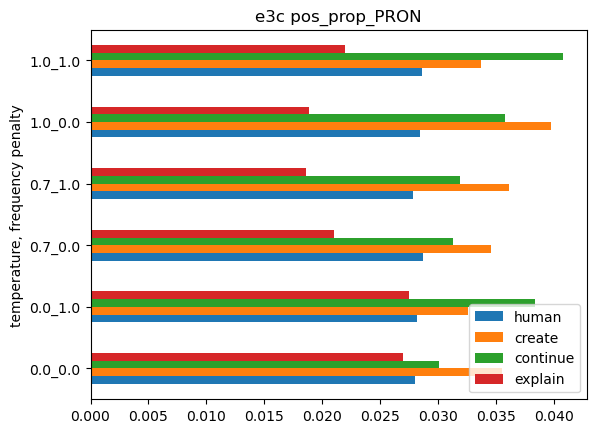 e3c pos_prop_PRON
temperature, frequency penalty
1.0_1.0
1.0_0.0
0.7_1.0
0.7_0.0
0.0_1.0
0.0_0.0
human
create
continue
explain
0.000 0.005 0.010 0.015 0.020 0.025 0.030 0.035 0.040